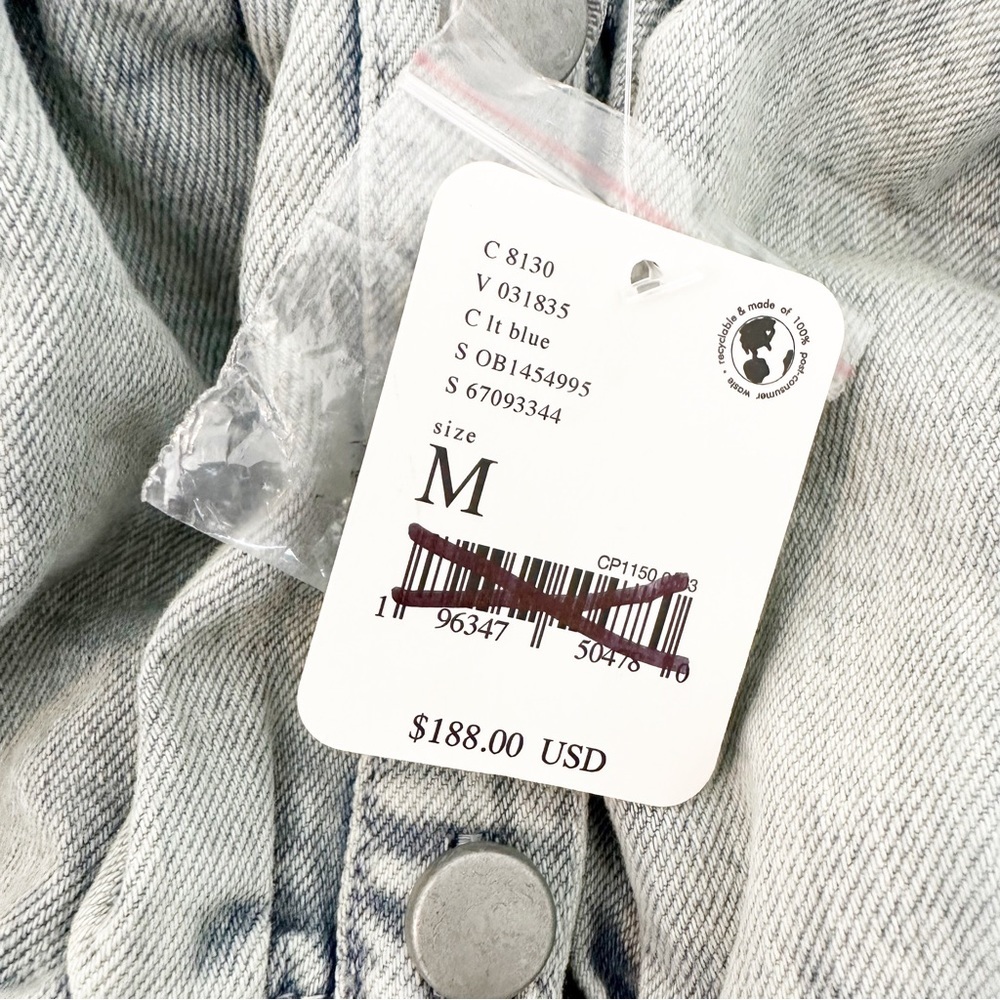 C 8130
V 031835
C lt blue
S OB1454995
S 67093344
recyclable & made of 100% post-consumer waste •
size
M
CP1150
1 96347 50478 0
$188.00 USD